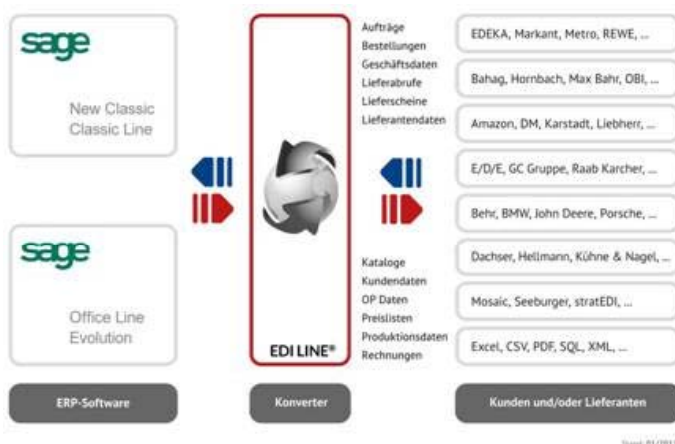 sage
New Classic
Classic Line
sage
Office Line
Evolution
ERP-Software
EDI LINE®
Konverter
Aufträge
Bestellungen
Geschäftsdaten
Lieferabrufe
Lieferscheine
Lieferantendaten
Kataloge
Kundendaten
OP Daten
Preislisten
Produktionsdaten
Rechnungen
EDEKA, Markant, Metro, REWE, ...
Bahag, Hornbach, Max Bahr, OBI, ...
Amazon, DM, Karstadt, Liebherr, ...
E/D/E, GC Gruppe, Raab Karcher, ...
Behr, BMW, John Deere, Porsche, ...
Dachser, Hellmann, Kühne & Nagel, ...
Mosaic, Seeburger, stratEDI, ...
Excel, CSV, PDF, SQL, XML, ...
Kunden und/oder Lieferanten